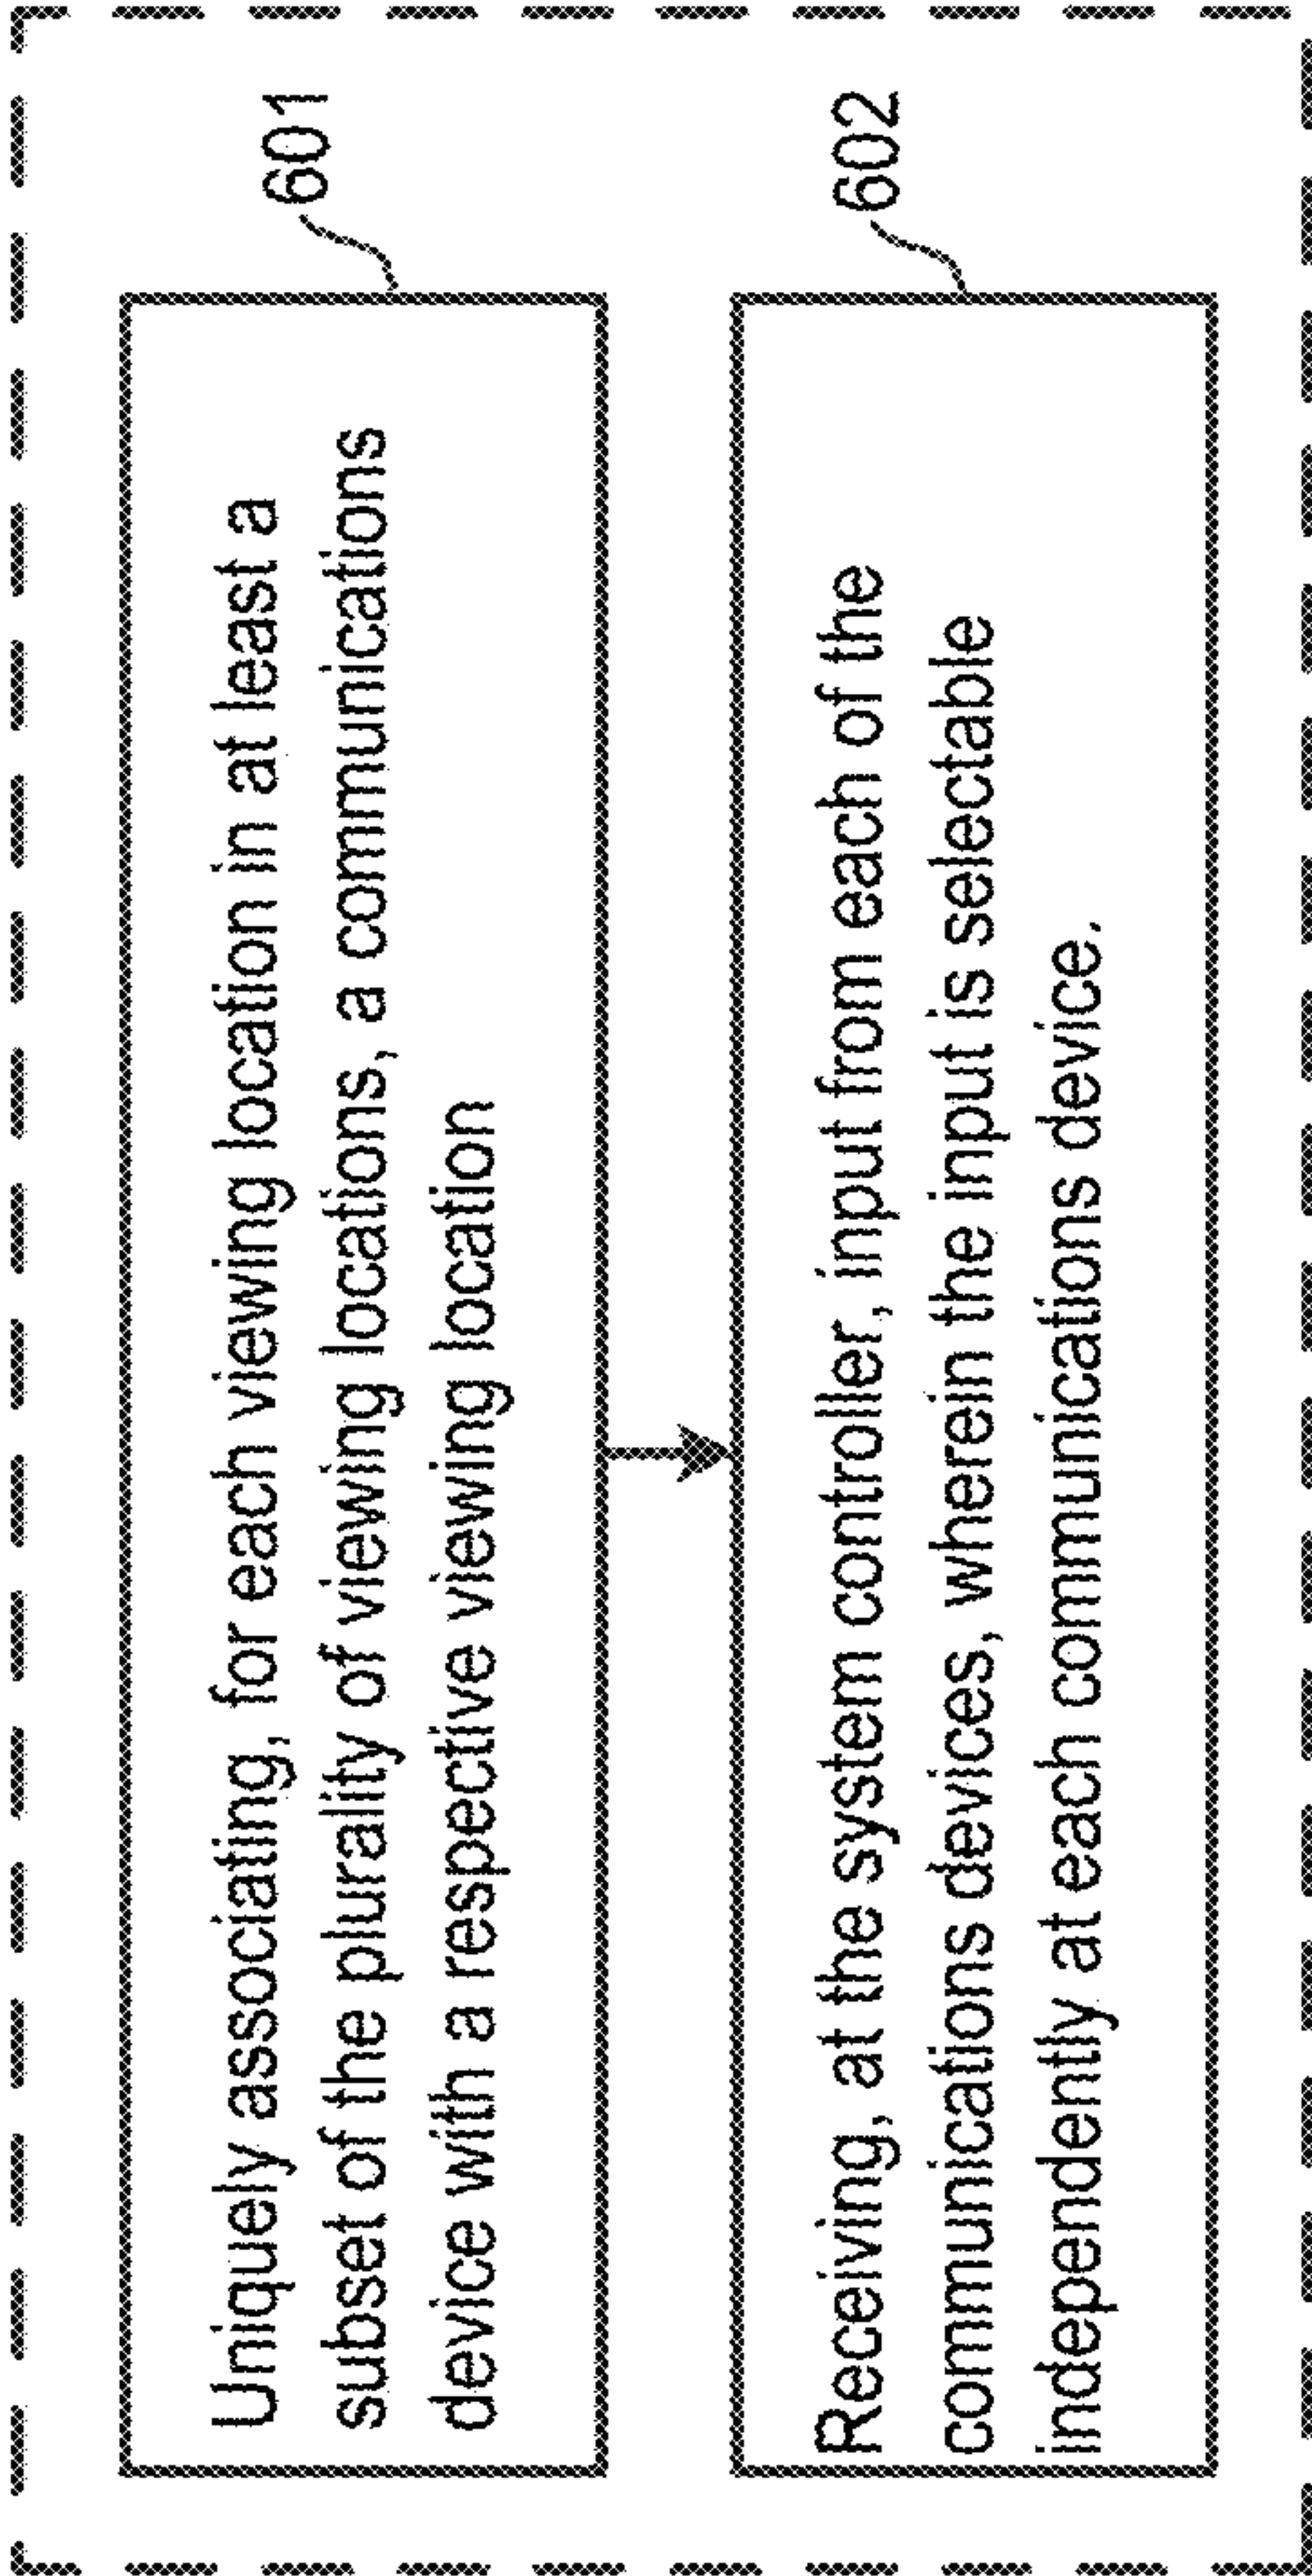 601
Uniquely associating, for each viewing location in at least a
subset of the plurality of viewing locations, a communications
device with a respective viewing location
602
Receiving, at the system controller, input from each of the
communications devices, wherein the input is selectable
independently at each communications device.